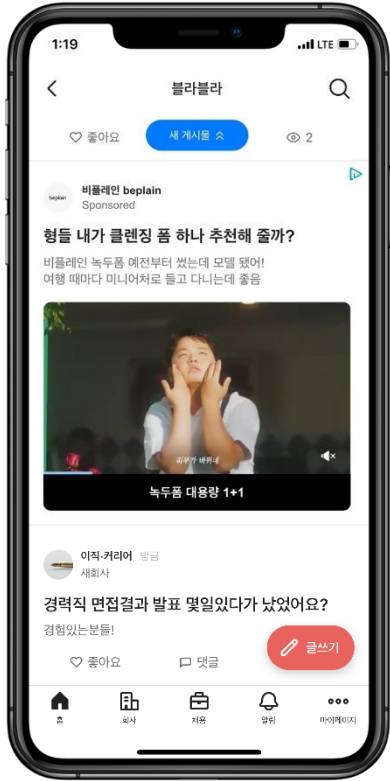 1:19
LTE
블라블라
좋아요
새 게시물
2
beplain
비플레인 beplain
Sponsored
형들 내가 클렌징 폼 하나 추천해 줄까?
비플레인 녹두폼 예전부터 썼는데 모델 됐어!
여행 때마다 미니어처로 들고 다니는데 좋음
피부가 바뀌네
녹두폼 대용량 1+1
이직·커리어 방금
새회사
경력직 면접결과 발표 몇일있다가 났었어요?
경험있는분들!
글쓰기
좋아요
댓글
홈
회사
채용
알림
마이페이지